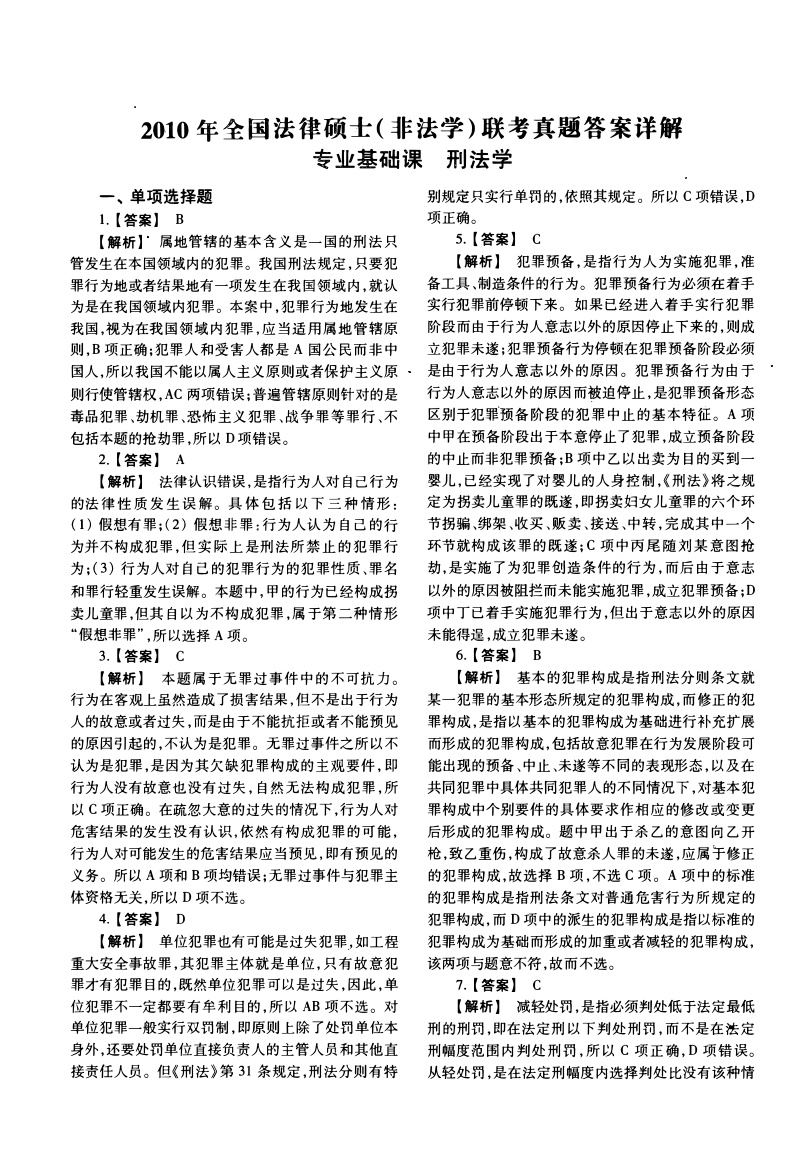 2010 年全国法律硕士(非法学)联考真题答案详解
专业基础课 刑法学
一、单项选择题
1.【答案】 B
【解析】 属地管辖的基本含义是一国的刑法只
管发生在本国领域内的犯罪。我国刑法规定,只要犯
罪行为地或者结果地有一项发生在我国领域内,就认
为是在我国领域内犯罪。本案中,犯罪行为地发生在
我国,视为在我国领域内犯罪,应当适用属地管辖原
则,B 项正确;犯罪人和受害人都是 A 国公民而非中
国人,所以我国不能以属人主义原则或者保护主义原
则行使管辖权,AC 两项错误;普遍管辖原则针对的是
毒品犯罪、劫机罪、恐怖主义犯罪、战争罪等罪行、不
包括本题的抢劫罪,所以 D 项错误。
2.【答案】 A
【解析】 法律认识错误,是指行为人对自己行为
的法律性质发生误解。具体包括以下三种情形:
(1) 假想有罪;(2) 假想非罪:行为人认为自己的行
为并不构成犯罪,但实际上是刑法所禁止的犯罪行
为;(3) 行为人对自己的犯罪行为的犯罪性质、罪名
和罪行轻重发生误解。本题中,甲的行为已经构成拐
卖儿童罪,但其自以为不构成犯罪,属于第二种情形
“假想非罪”,所以选择 A 项。
3.【答案】 C
【解析】 本题属于无罪过事件中的不可抗力。
行为在客观上虽然造成了损害结果,但不是出于行为
人的故意或者过失,而是由于不能抗拒或者不能预见
的原因引起的,不认为是犯罪。无罪过事件之所以不
认为是犯罪,是因为其欠缺犯罪构成的主观要件,即
行为人没有故意也没有过失,自然无法构成犯罪,所
以 C 项正确。在疏忽大意的过失的情况下,行为人对
危害结果的发生没有认识,依然有构成犯罪的可能,
行为人对可能发生的危害结果应当预见,即有预见的
义务。所以 A 项和 B 项均错误;无罪过事件与犯罪主
体资格无关,所以 D 项不选。
4.【答案】 D
【解析】 单位犯罪也有可能是过失犯罪,如工程
重大安全事故罪,其犯罪主体就是单位,只有故意犯
罪才有犯罪目的,既然单位犯罪可以是过失,因此,单
位犯罪不一定都要有牟利目的,所以 AB 项不选。对
单位犯罪一般实行双罚制,即原则上除了处罚单位本
身外,还要处罚单位直接负责人的主管人员和其他直
接责任人员。但《刑法》第 31 条规定,刑法分则有特
别规定只实行单罚的,依照其规定。所以 C 项错误,D
项正确。
5.【答案】 C
【解析】 犯罪预备,是指行为人为实施犯罪,准
备工具、制造条件的行为。犯罪预备行为必须在着手
实行犯罪前停顿下来。如果已经进入着手实行犯罪
阶段而由于行为人意志以外的原因停止下来的,则成
立犯罪未遂;犯罪预备行为停顿在犯罪预备阶段必须
是由于行为人意志以外的原因。犯罪预备行为由于
行为人意志以外的原因而被迫停止,是犯罪预备形态
区别于犯罪预备阶段的犯罪中止的基本特征。A 项
中甲在预备阶段出于本意停止了犯罪,成立预备阶段
的中止而非犯罪预备;B 项中乙以出卖为目的买到一
婴儿,已经实现了对婴儿的人身控制,《刑法》将之规
定为拐卖儿童罪的既遂,即拐卖妇女儿童罪的六个环
节拐骗、绑架、收买、贩卖、接送、中转,完成其中一个
环节就构成该罪的既遂;C 项中丙尾随刘某意图抢
劫,是实施了为犯罪创造条件的行为,而后由于意志
以外的原因被阻拦而未能实施犯罪,成立犯罪预备;D
项中丁已着手实施犯罪行为,但出于意志以外的原因
未能得逞,成立犯罪未遂。
6.【答案】 B
【解析】 基本的犯罪构成是指刑法分则条文就
某一犯罪的基本形态所规定的犯罪构成,而修正的犯
罪构成,是指以基本的犯罪构成为基础进行补充扩展
而形成的犯罪构成,包括故意犯罪在行为发展阶段可
能出现的预备、中止、未遂等不同的表现形态,以及在
共同犯罪中具体共同犯罪人的不同情况下,对基本犯
罪构成中个别要件的具体要求作相应的修改或变更
后形成的犯罪构成。题中甲出于杀乙的意图向乙开
枪,致乙重伤,构成了故意杀人罪的未遂,应属于修正
的犯罪构成,故选择 B 项,不选 C 项。A 项中的标准
的犯罪构成是指刑法条文对普通危害行为所规定的
犯罪构成,而 D 项中的派生的犯罪构成是指以标准的
犯罪构成为基础而形成的加重或者减轻的犯罪构成,
该两项与题意不符,故而不选。
7.【答案】 C
【解析】 减轻处罚,是指必须判处低于法定最低
刑的刑罚,即在法定刑以下判处刑罚,而不是在法定
刑幅度范围内判处刑罚,所以 C 项正确,D 项错误。
从轻处罚,是在法定刑幅度内选择判处比没有该种情